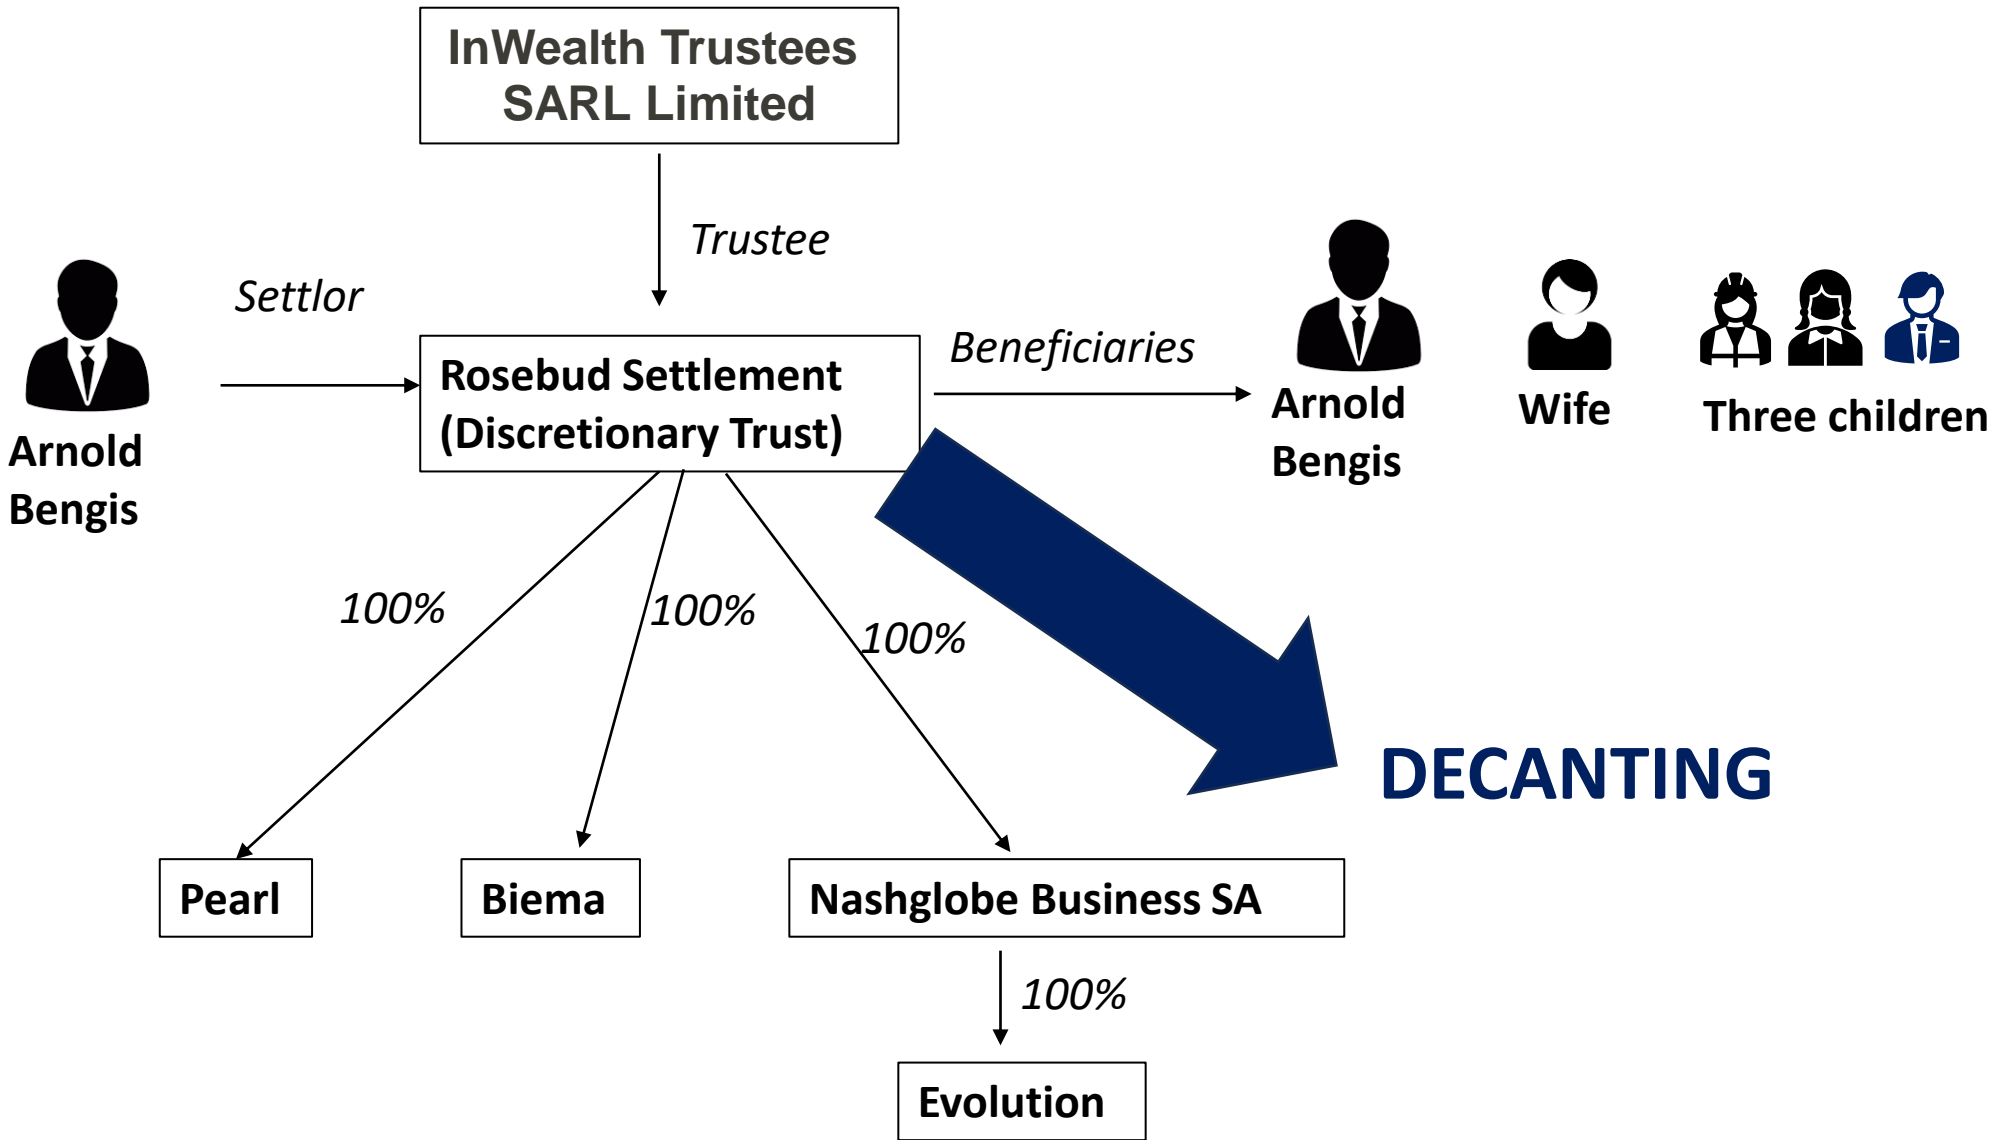 InWealth Trustees
SARL Limited
Trustee
Settlor
Arnold
Bengis
Rosebud Settlement
(Discretionary Trust)
Beneficiaries
Arnold
Bengis
Wife
Three children
100%
100%
100%
DECANTING
Pearl
Biema
Nashglobe Business SA
100%
Evolution